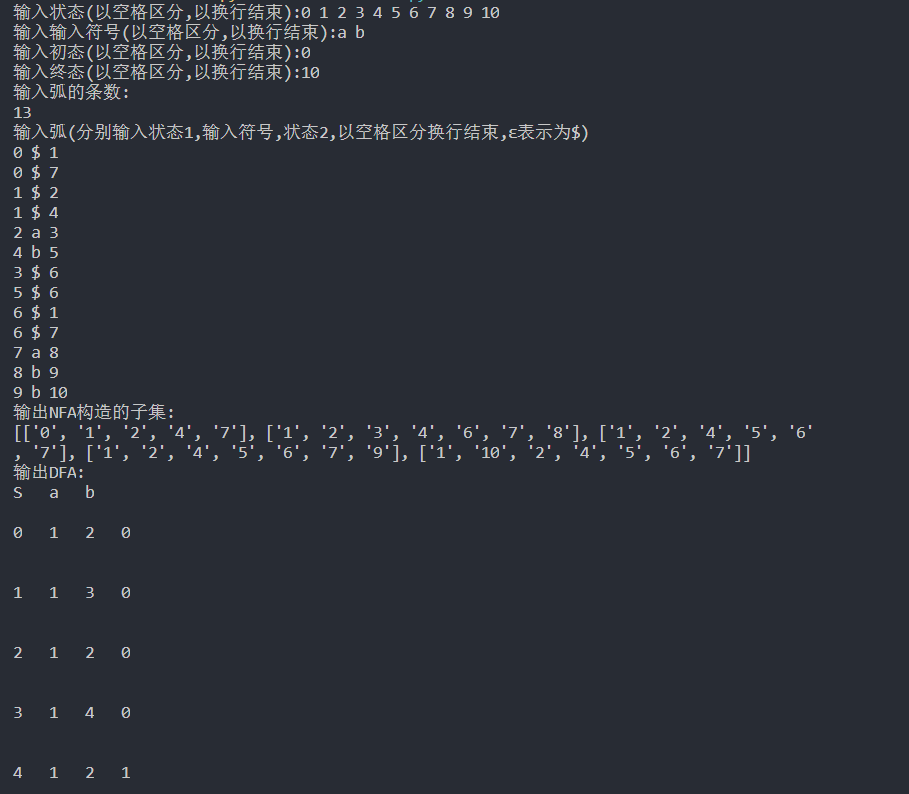 输入状态(以空格区分,以换行结束):0 1 2 3 4 5 6 7 8 9 10
输入输入符号(以空格区分,以换行结束):a b
输入初态(以空格区分,以换行结束):0
输入终态(以空格区分,以换行结束):10
输入弧的条数:
13
输入弧(分别输入状态1,输入符号,状态2,以空格区分换行结束,ε表示为$)
0 $ 1
0 $ 7
1 $ 2
1 $ 4
2 a 3
4 b 5
3 $ 6
5 $ 6
6 $ 1
6 $ 7
7 a 8
8 b 9
9 b 10
输出NFA构造的子集:
[['0', '1', '2', '4', '7'], ['1', '2', '3', '4', '6', '7', '8'], ['1', '2', '4', '5', '6'
, '7'], ['1', '2', '4', '5', '6', '7', '9'], ['1', '10', '2', '4', '5', '6', '7']]
输出DFA:
S a b
0 1 2 0
1 1 3 0
2 1 2 0
3 1 4 0
4 1 2 1